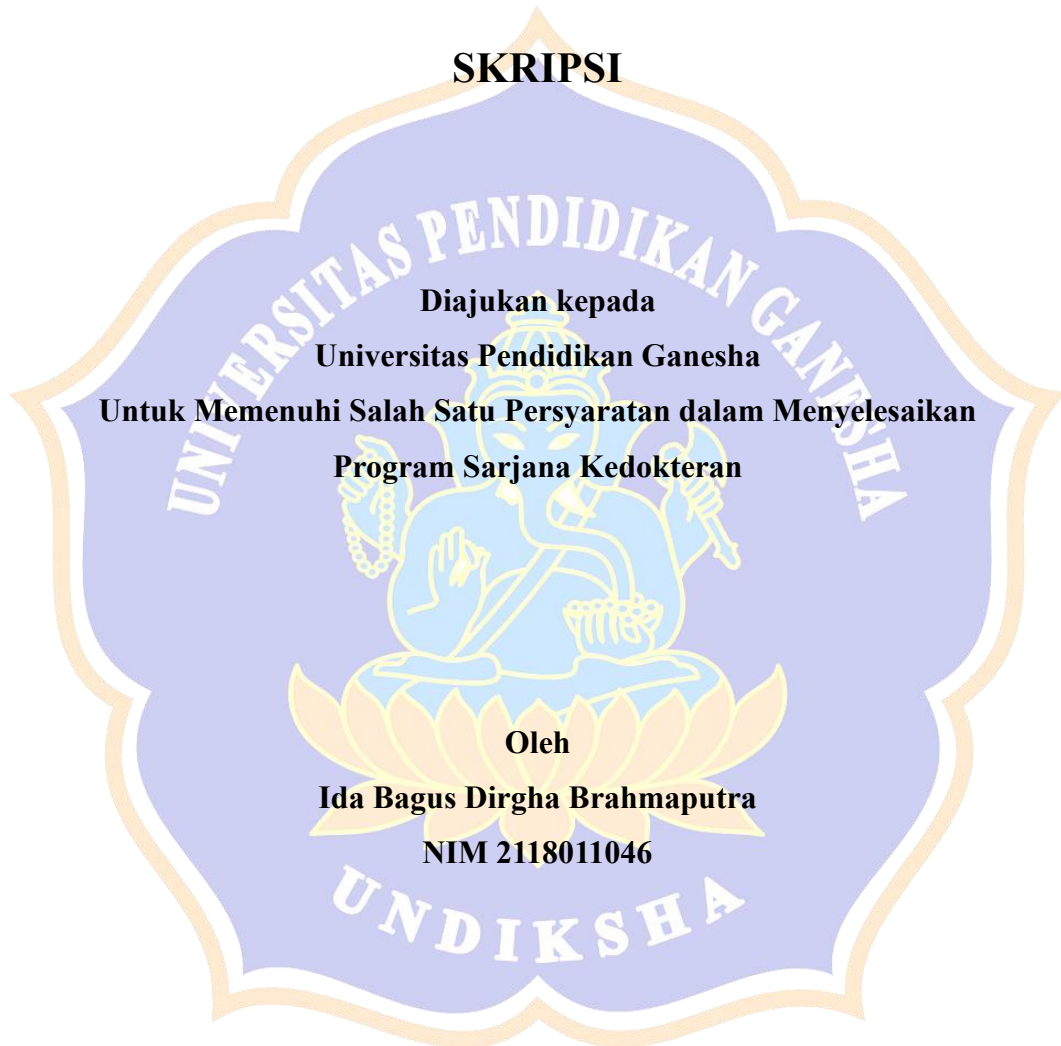 SKRIPSI
UNIVERSITAS PENDIDIKAN GANESHA
Diajukan kepada
Universitas Pendidikan Ganesha
Untuk Memenuhi Salah Satu Persyaratan dalam Menyelesaikan
Program Sarjana Kedokteran
Oleh
Ida Bagus Dirgha Brahmaputra
NIM 2118011046
UNDIKSHA